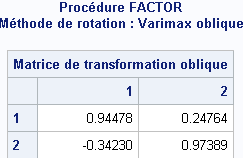 Procédure FACTOR
Méthode de rotation : Varimax oblique
Matrice de transformation oblique
1 2
1 0.94478 0.24764
2 -0.34230 0.97389